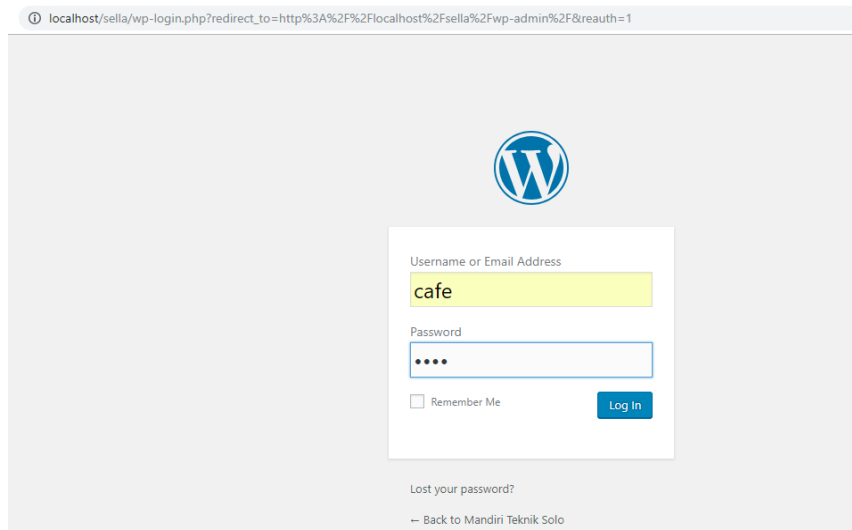 localhost/sella/wp-login.php?redirect_to=http%3A%2F%2Flocalhost%2Fsella%2Fwp-admin%2F&reauth=1
Username or Email Address
cafe
Password
••••
Remember Me
Log In
Lost your password?
← Back to Mandiri Teknik Solo